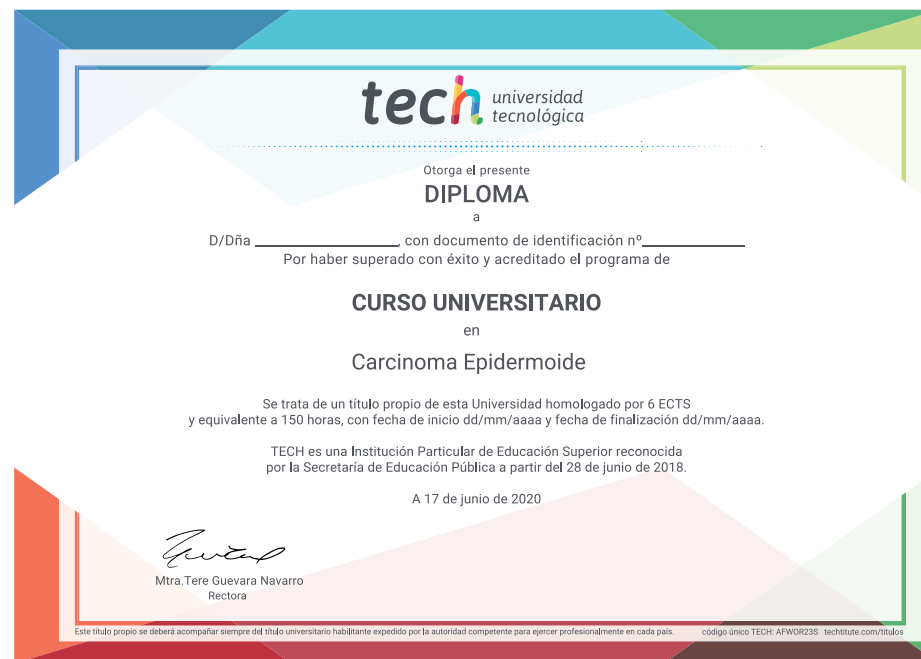 tech universidad
tecnológica
Otorga el presente
DIPLOMA
a
D/Dña ____________, con documento de identificación nº____________
Por haber superado con éxito y acreditado el programa de
CURSO UNIVERSITARIO
en
Carcinoma Epidermoide
Se trata de un título propio de esta Universidad homologado por 6 ECTS
y equivalente a 150 horas, con fecha de inicio dd/mm/aaaa y fecha de finalización dd/mm/aaaa.
TECH es una Institución Particular de Educación Superior reconocida
por la Secretaría de Educación Pública a partir del 28 de junio de 2018.
A 17 de junio de 2020
Mtra.Tere Guevara Navarro
Rectora
Este título propio se deberá acompañar siempre del título universitario habilitante expedido por la autoridad competente para ejercer profesionalmente en cada país. código único TECH: AFWOR23S techtitute.com/titulos